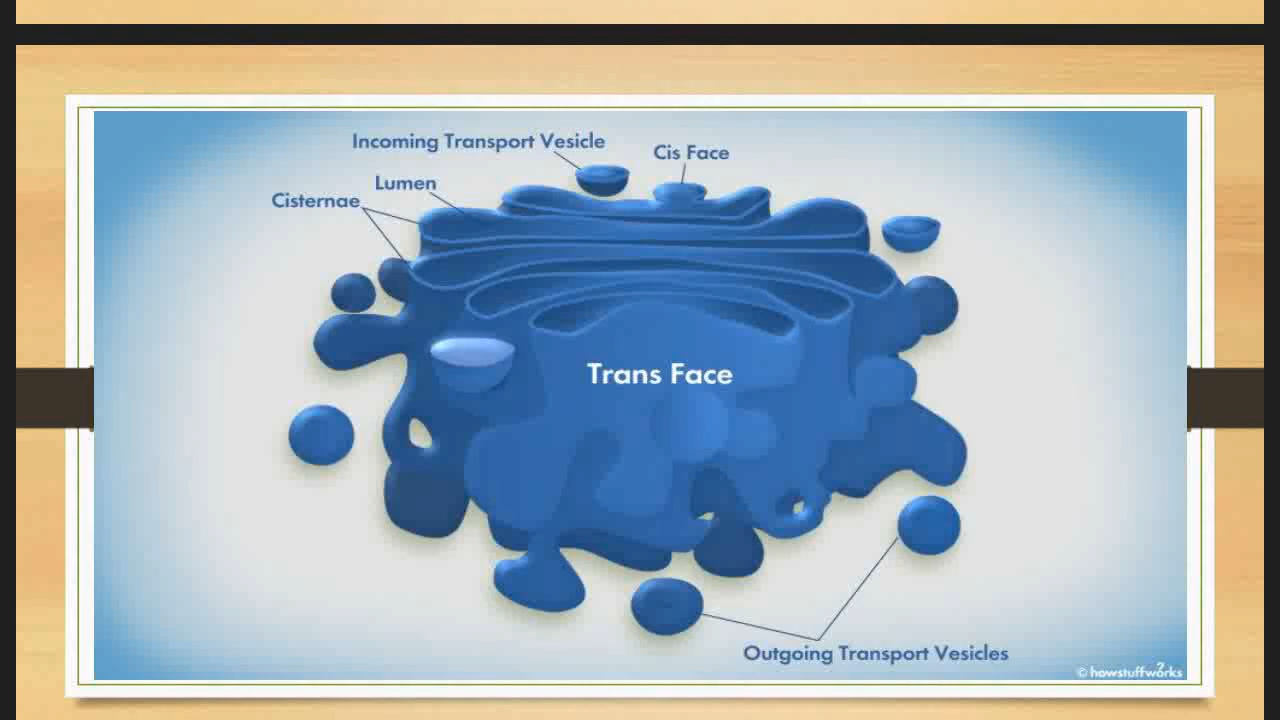 Incoming Transport Vesicle
Cis Face
Lumen
Cisternae
Trans Face
Outgoing Transport Vesicles
© howstuffworks